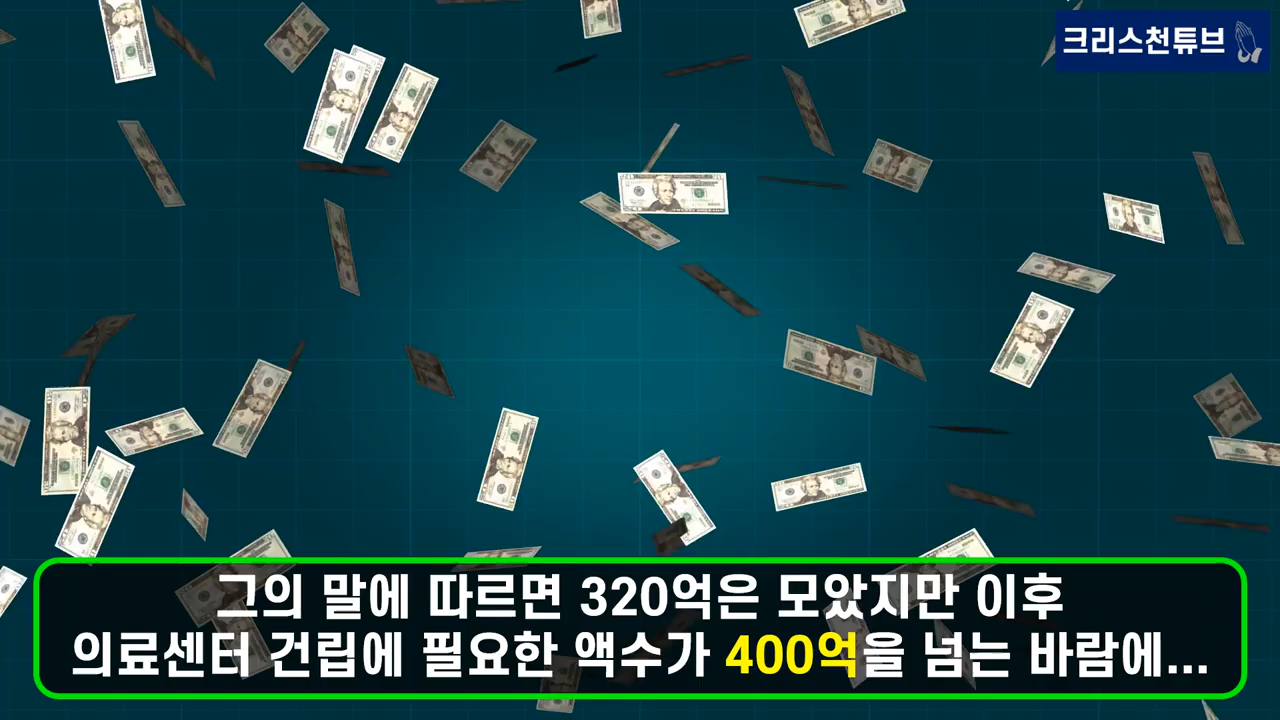 크리스천튜브
그의 말에 따르면 320억은 모았지만 이후
의료센터 건립에 필요한 액수가 400억을 넘는 바람에...